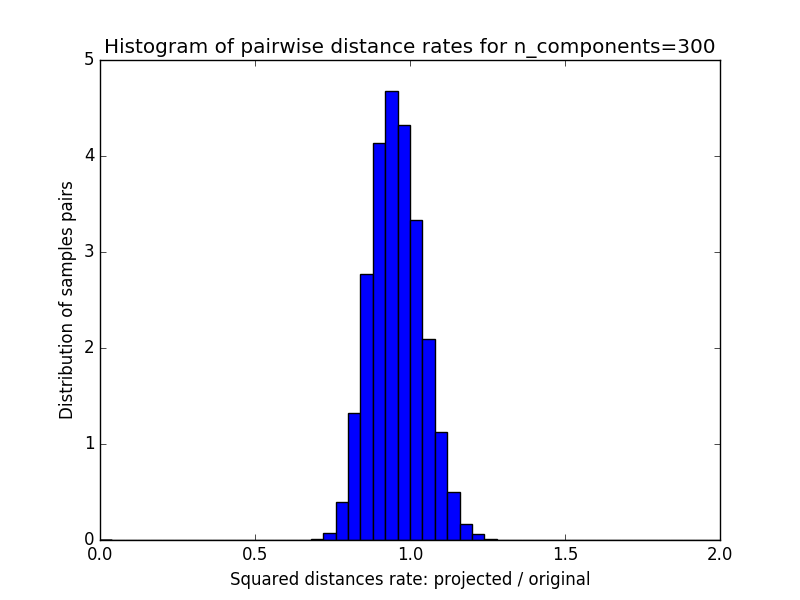 Histogram of pairwise distance rates for n_components=300
5
4
3
2
1
0
Distribution of samples pairs
0.0 0.5 1.0 1.5 2.0
Squared distances rate: projected / original